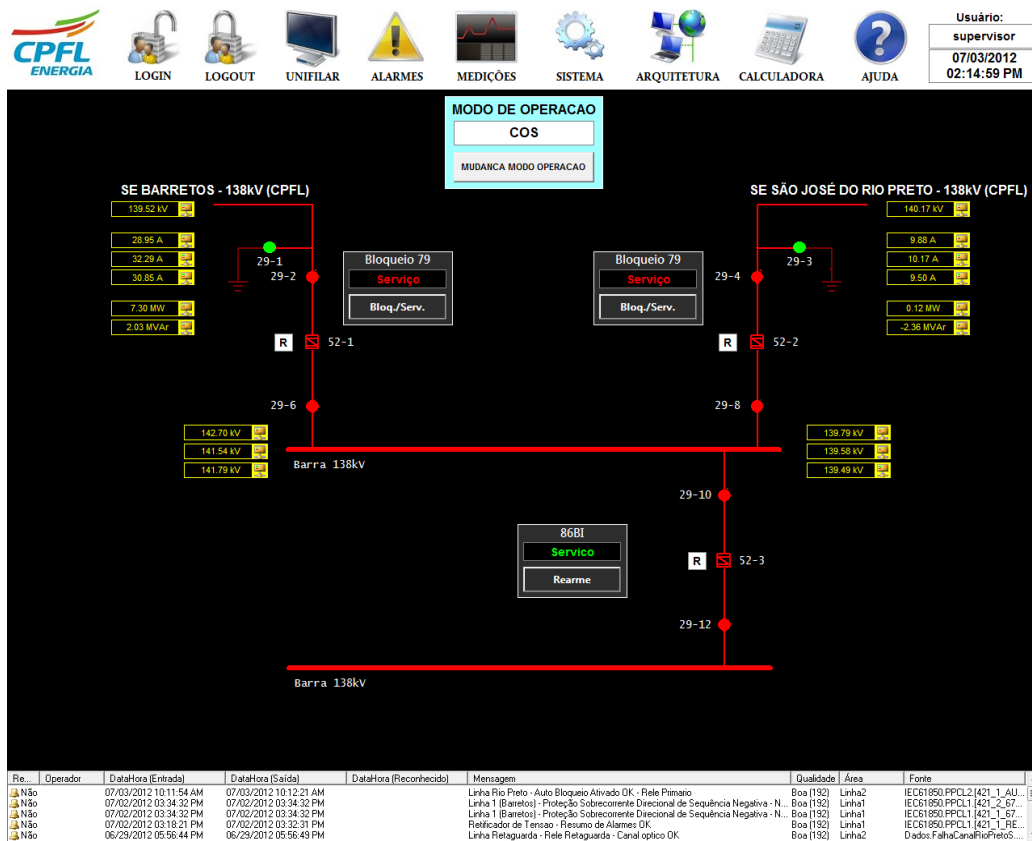 CPFL
ENERGIA
LOGIN
LOGOUT
UNIFILAR
ALARMES
MEDIÇÕES
SISTEMA
ARQUITETURA
CALCULADORA
?
AJUDA
Usuário:
supervisor
07/03/2012
02:14:59 PM
MODO DE OPERACAO
COS
MUDANCA MODO OPERACAO
SE BARRETOS - 138kV (CPFL)
139.52 kV
28.95 A
32.29 A
30.85 A
7.30 MW
2.03 MVAr
29-1
29-2
Bloqueio 79
Serviço
Bloq./Serv.
R
52-1
29-6
142.70 kV
141.54 kV
141.79 kV
Barra 138kV
SE SÃO JOSÉ DO RIO PRETO - 138kV (CPFL)
140.17 kV
9.88 A
10.17 A
9.50 A
0.12 MW
-2.36 MVAr
29-3
29-4
Bloqueio 79
Serviço
Bloq./Serv.
R
52-2
29-8
139.79 kV
139.58 kV
139.49 kV
29-10
86BI
Servico
Rearme
R
52-3
29-12
Barra 138kV
Re... Operador DataHora (Entrada) DataHora (Saída) DataHora (Reconhecido) Mensagem Qualidade Área Fonte
Não 07/03/2012 10:11:54 AM 07/03/2012 10:12:21 AM Linha Rio Preto - Auto Bloqueio Ativado OK - Rele Primario Boa (192) Linha2 IEC61850.PPCL2.[421_1_AU...
Não 07/02/2012 03:34:32 PM 07/02/2012 03:34:32 PM Linha 1 (Barretos) - Proteção Sobrecorrente Direcional de Sequência Negativa - N... Boa (192) Linha1 IEC61850.PPCL1.[421_2_67...
Não 07/02/2012 03:34:32 PM 07/02/2012 03:34:32 PM Linha 1 (Barretos) - Proteção Sobrecorrente Direcional de Sequência Negativa - N... Boa (192) Linha1 IEC61850.PPCL1.[421_1_67...
Não 07/02/2012 03:18:21 PM 07/02/2012 03:32:31 PM Retificador de Tensao - Resumo de Alarmes OK Boa (192) Linha1 IEC61850.PPCL1.[421_1_RE...
Não 06/29/2012 05:56:44 PM 06/29/2012 05:56:49 PM Linha Retaguarda - Rele Retaguarda - Canal optico OK Boa (192) Linha2 Dados.FalhaCanalRioPretoS...